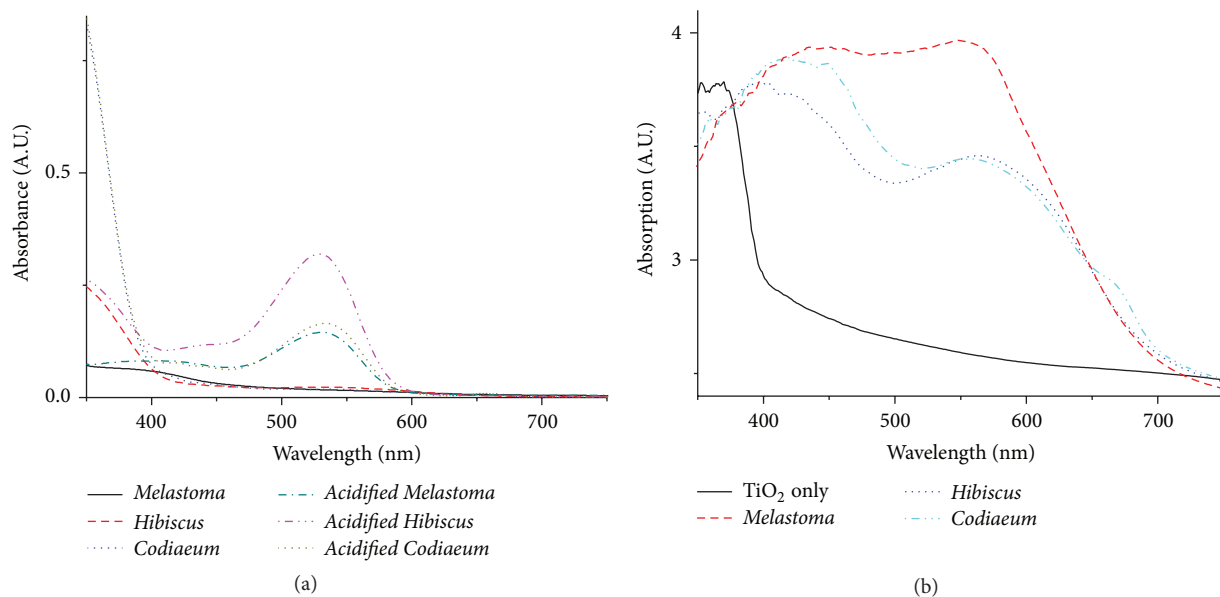 Absorbance (A.U.)
0.5
0.0
400
500
600
700
Wavelength (nm)
Melastoma
Hibiscus
Codiaeum
Acidified Melastoma
Acidified Hibiscus
Acidified Codiaeum
(a)
Absorption (A.U.)
4
3
400
500
600
700
Wavelength (nm)
TiO₂ only
Melastoma
Hibiscus
Codiaeum
(b)